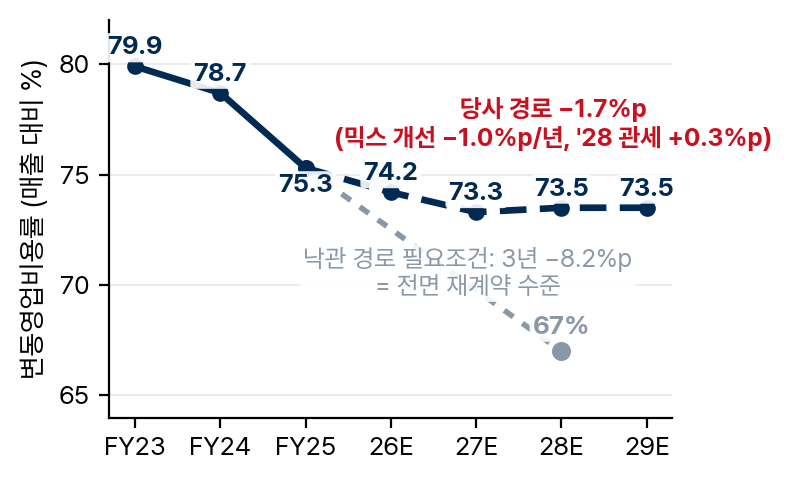 변동영업비용률 (매출 대비 %)
80
75
70
65
79.9
78.7
75.3
74.2
73.3
73.5
73.5
당사 경로 −1.7%p
(믹스 개선 −1.0%p/년, '28 관세 +0.3%p)
낙관 경로 필요조건: 3년 −8.2%p
= 전면 재계약 수준
67%
FY23 FY24 FY25 26E 27E 28E 29E